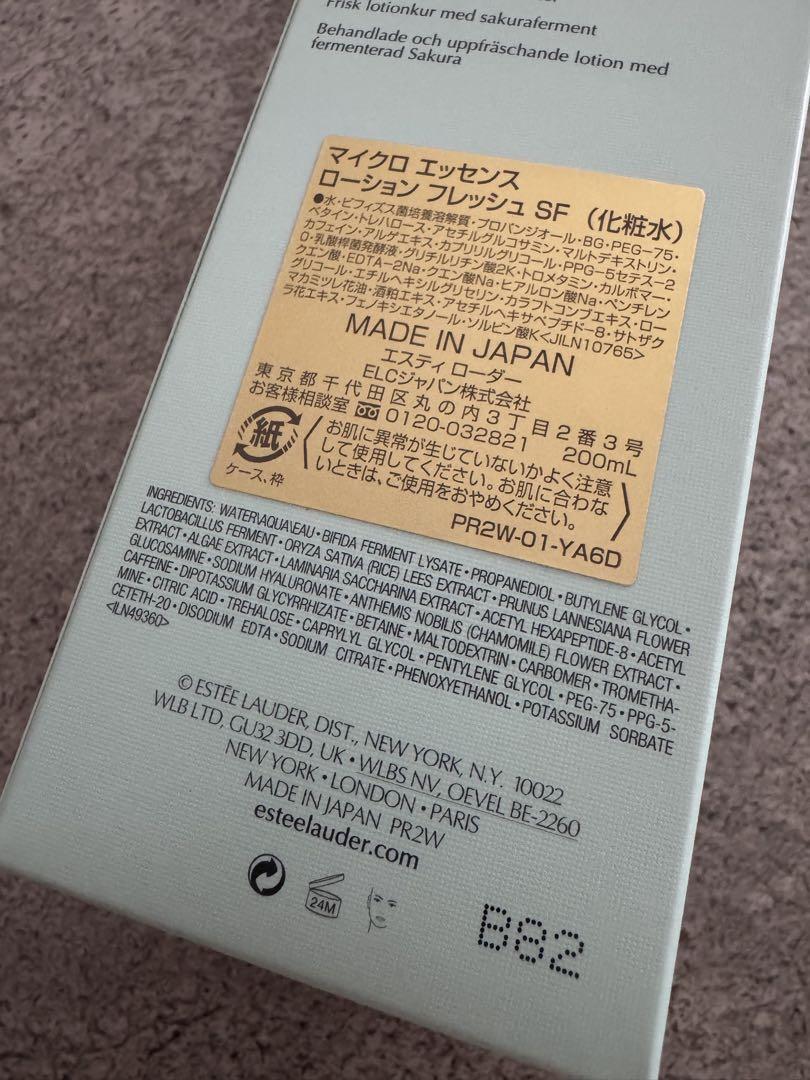 Frisk lotionkur med sakuraferment
Behandlade och uppfräschande lotion med
fermenterad Sakura
マイクロ エッセンス
ローション フレッシュ SF (化粧水)
●水・ビフィズス菌培養溶解質・プロパンジオール・BG・PEG-75・
ベタイン・トレハロース・アセチルグルコサミン・マルトデキストリン・
カフェイン・アルゲエキス・カプリリルグリコール・PPG-5セテス-2
0・乳酸桿菌発酵液・グリチルリチン酸2K・トロメタミン・カルボマー・
クエン酸・EDTA-2Na・クエン酸Na・ヒアルロン酸Na・ペンチレン
グリコール・エチルヘキシルグリセリン・カラフトコンブエキス・ロー
マカミツレ花油・酒粕エキス・アセチルヘキサペプチド-8・サトザク
ラ花エキス・フェノキシエタノール・ソルビン酸K<JILN10765>
MADE IN JAPAN
エスティ ローダー
ELCジャパン株式会社
東京都千代田区丸の内3丁目2番3号
お客様相談室 0120-032821 200mL
紙
ケース、枠
お肌に異常が生じていないかよく注意
して使用してください。お肌に合わな
いときは、ご使用をおやめください。
PR2W-01-YA6D
INGREDIENTS: WATER\AQUA\EAU • BIFIDA FERMENT LYSATE • PROPANEDIOL • BUTYLENE GLYCOL •
LACTOBACILLUS FERMENT • ORYZA SATIVA (RICE) LEES EXTRACT • PRUNUS LANNESIANA FLOWER
EXTRACT • ALGAE EXTRACT • LAMINARIA SACCHARINA EXTRACT • ACETYL HEXAPEPTIDE-8 • ACETYL
GLUCOSAMINE • SODIUM HYALURONATE • ANTHEMIS NOBILIS (CHAMOMILE) FLOWER EXTRACT •
CAFFEINE • DIPOTASSIUM GLYCYRRHIZATE • BETAINE • MALTODEXTRIN • CARBOMER • TROMETHA-
MINE • CITRIC ACID • TREHALOSE • CAPRYLYL GLYCOL • PENTYLENE GLYCOL • PEG-75 • PPG-5-
CETETH-20 • DISODIUM EDTA • SODIUM CITRATE • PHENOXYETHANOL • POTASSIUM SORBATE
<ILN49360>
© ESTĒE LAUDER, DIST., NEW YORK, N.Y. 10022
WLB LTD, GU32 3DD, UK • WLBS NV, OEVEL BE-2260
NEW YORK • LONDON • PARIS
MADE IN JAPAN PR2W
esteelauder.com
24M
B82